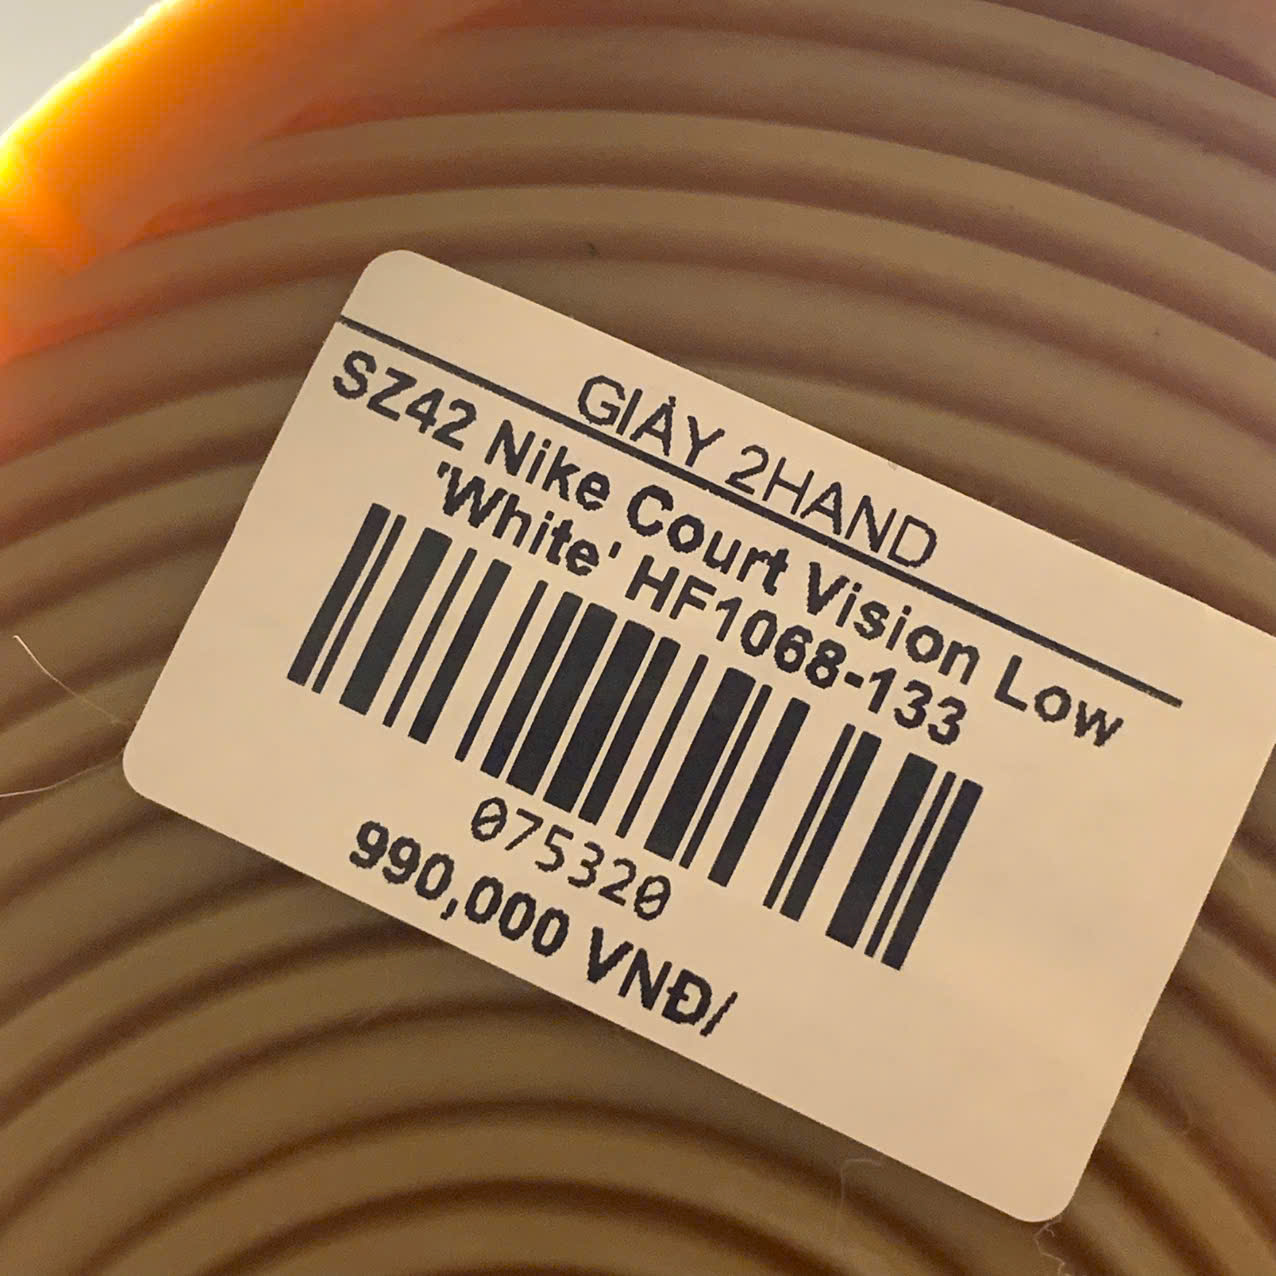 GIÀY 2HAND
SZ42 Nike Court Vision Low
'White' HF1068-133
075320
990,000 VNĐ/